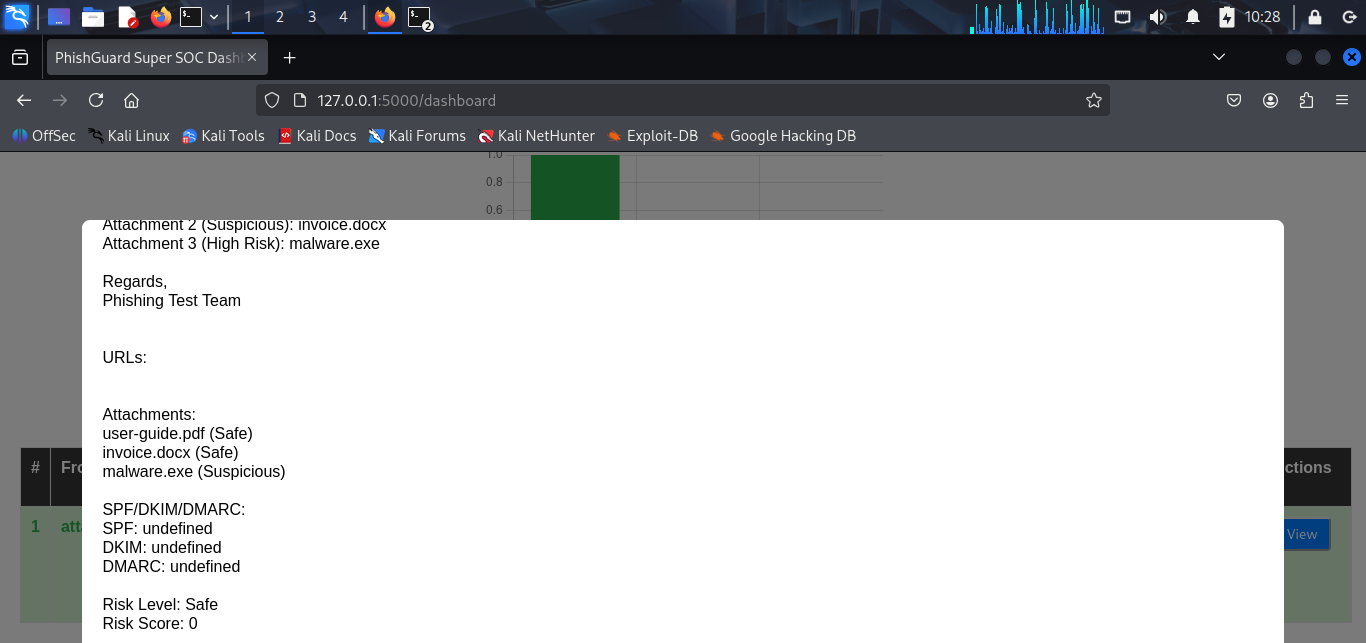 1 2 3 4
2
10:28
PhishGuard Super SOC Dash
127.0.0.1:5000/dashboard
OffSec Kali Linux Kali Tools Kali Docs Kali Forums Kali NetHunter Exploit-DB Google Hacking DB
1.0
0.8
0.6
Attachment 2 (Suspicious): invoice.docx
Attachment 3 (High Risk): malware.exe
Regards,
Phishing Test Team
URLs:
Attachments:
user-guide.pdf (Safe)
invoice.docx (Safe)
malware.exe (Suspicious)
SPF/DKIM/DMARC:
SPF: undefined
DKIM: undefined
DMARC: undefined
Risk Level: Safe
Risk Score: 0
# Fro ctions
1 att View